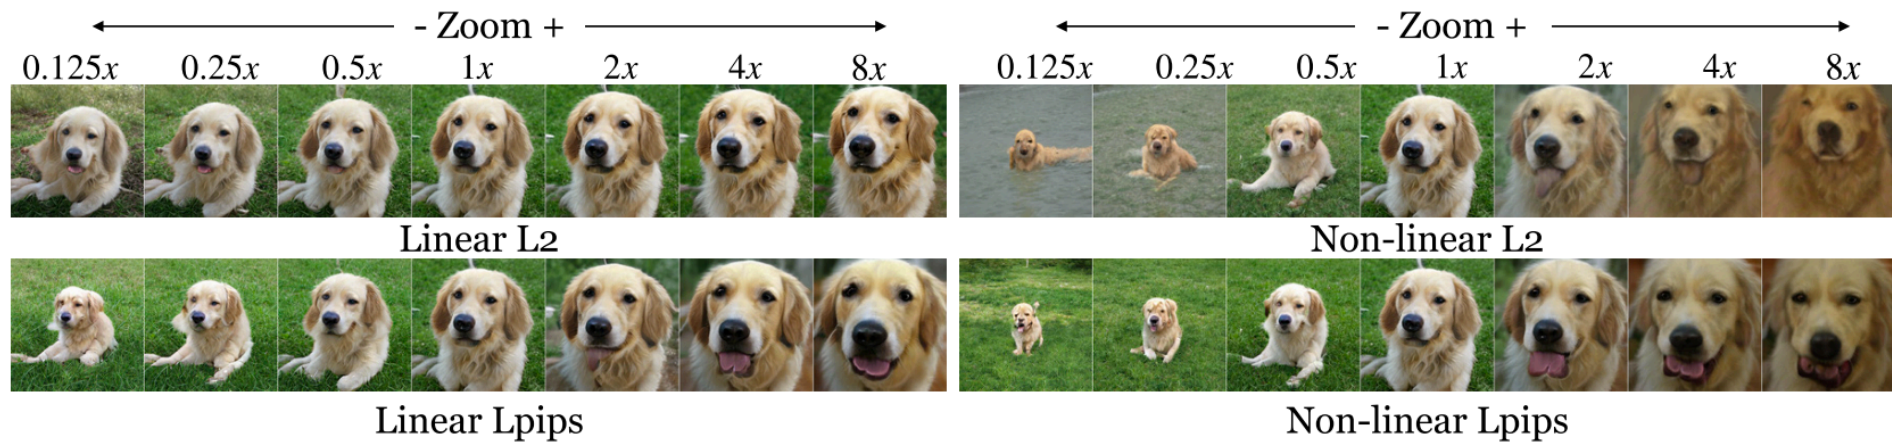 - Zoom +
0.125x 0.25x 0.5x 1x 2x 4x 8x
Linear L2
Linear Lpips
- Zoom +
0.125x 0.25x 0.5x 1x 2x 4x 8x
Non-linear L2
Non-linear Lpips